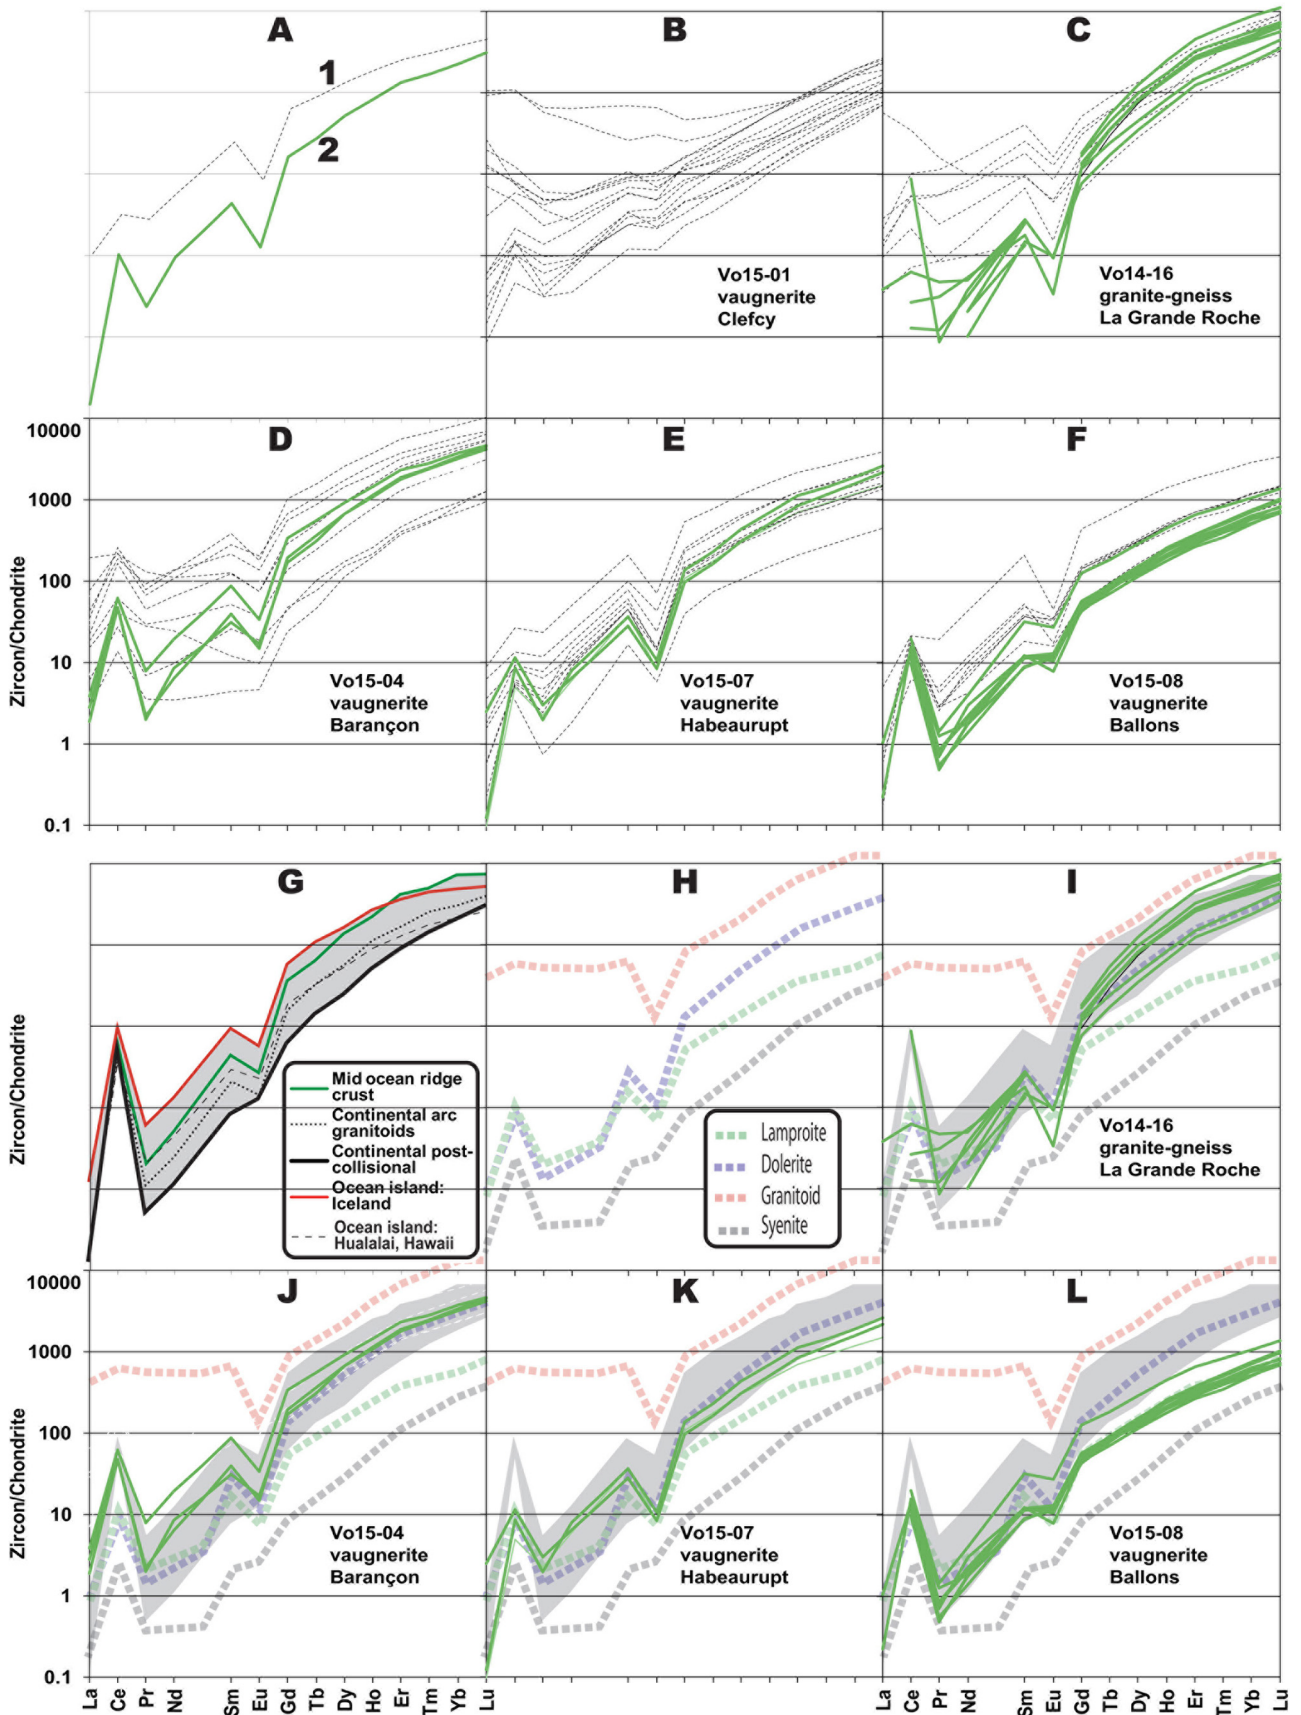 A
B
C
1
2
Vo15-01
vaugnerite
Clefcy
Vo14-16
granite-gneiss
La Grande Roche
D
E
F
10000
1000
100
10
1
0.1
Zircon/Chondrite
Vo15-04
vaugnerite
Barançon
Vo15-07
vaugnerite
Habeaurupt
Vo15-08
vaugnerite
Ballons
G
H
I
Zircon/Chondrite
Mid ocean ridge
crust
Continental arc
granitoids
Continental post-
collisional
Ocean island:
Iceland
Ocean island:
Hualalai, Hawaii
Lamproite
Dolerite
Granitoid
Syenite
Vo14-16
granite-gneiss
La Grande Roche
J
K
L
10000
1000
100
10
1
0.1
Zircon/Chondrite
Vo15-04
vaugnerite
Barançon
Vo15-07
vaugnerite
Habeaurupt
Vo15-08
vaugnerite
Ballons
La Ce Pr Nd Sm Eu Gd Tb Dy Ho Er Tm Yb Lu
La Ce Pr Nd Sm Eu Gd Tb Dy Ho Er Tm Yb Lu